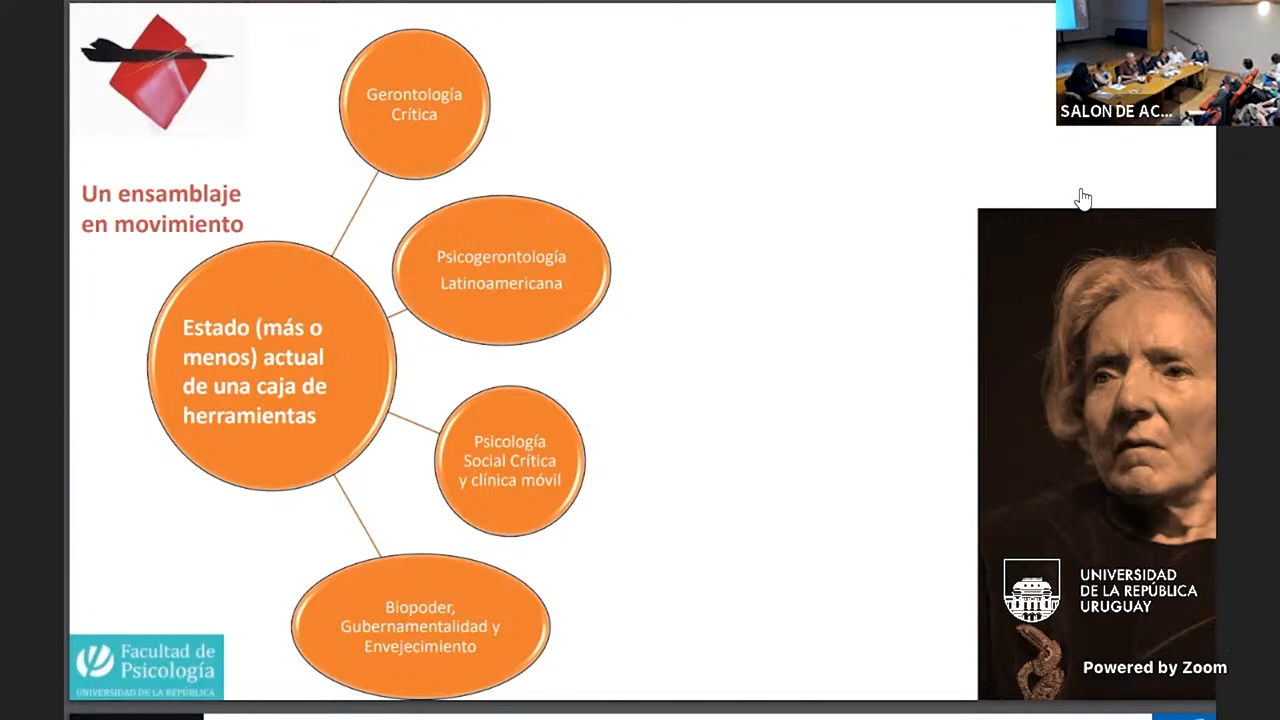 SALON DE AC...
Un ensamblaje
en movimiento
Gerontología
Crítica
Psicogerontología
Latinoamericana
Estado (más o
menos) actual
de una caja de
herramientas
Psicología
Social Crítica
y clínica móvil
Biopoder,
Gubernamentalidad y
Envejecimiento
Facultad de
Psicología
UNIVERSIDAD DE LA REPÚBLICA
UNIVERSIDAD
DE LA REPÚBLICA
URUGUAY
Powered by Zoom